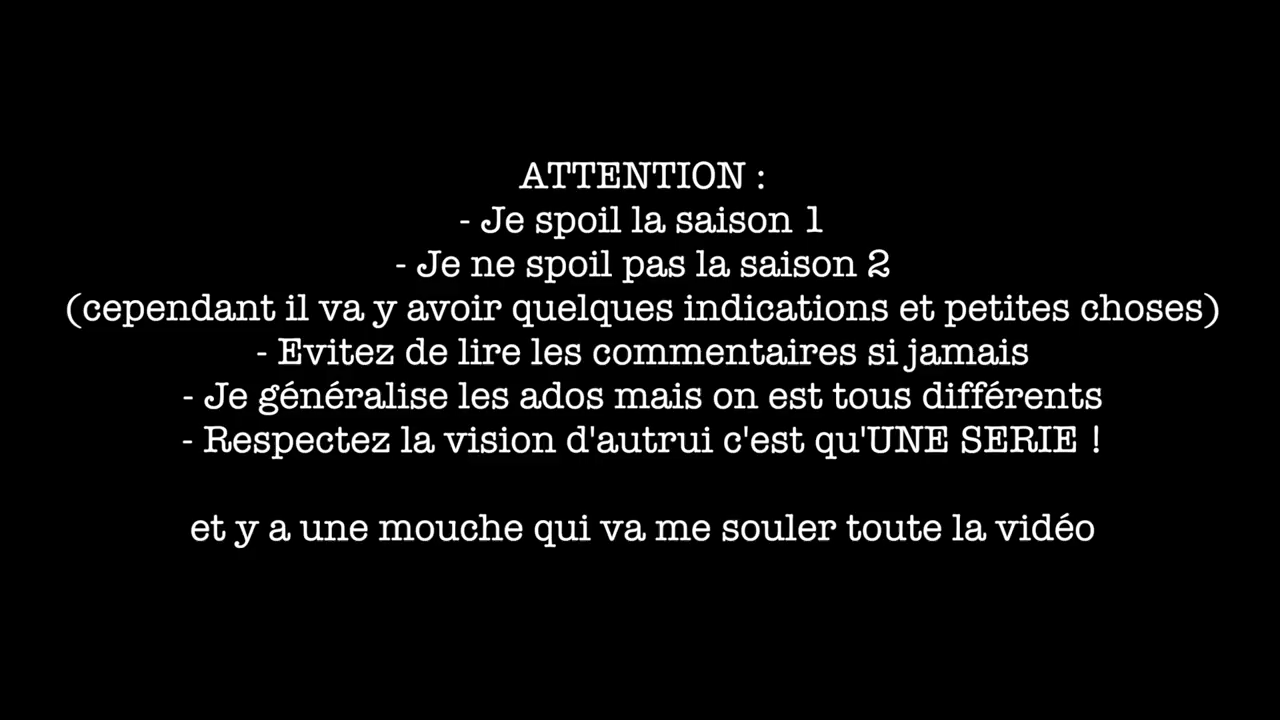 ATTENTION :
- Je spoil la saison 1
- Je ne spoil pas la saison 2
(cependant il va y avoir quelques indications et petites choses)
- Evitez de lire les commentaires si jamais
- Je généralise les ados mais on est tous différents
- Respectez la vision d'autrui c'est qu'UNE SERIE !
et y a une mouche qui va me souler toute la vidéo